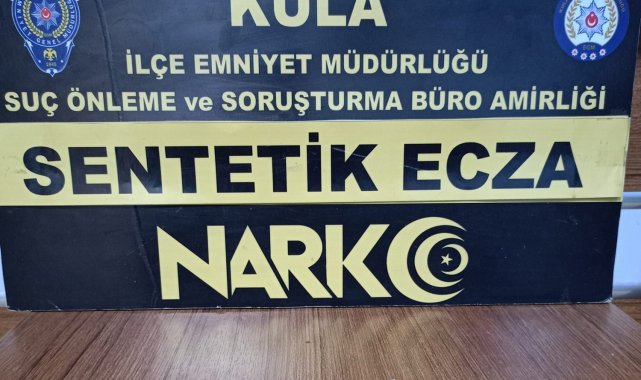 KULA
İLÇE EMNİYET MÜDÜRLÜĞÜ
SUÇ ÖNLEME ve SORUŞTURMA BÜRO AMİRLİĞİ
SENTETİK ECZA
NARKO